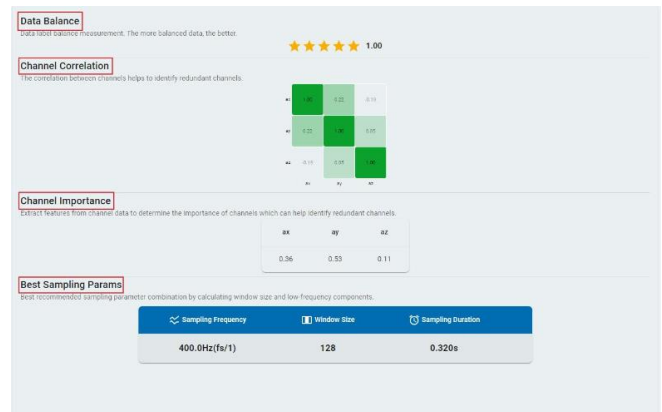 Data Balance
Data label balance measurement. The more balanced data, the better.
1.00
Channel Correlation
The correlation between channels helps to identify redundant channels.
ax 1.00 0.22
ay 0.22 1.00 0.05
az 0.05 1.00
ax ay az
Channel Importance
Extract features from channel data to determine the importance of channels which can help identify redundant channels.
ax ay az
0.36 0.53 0.11
Best Sampling Params
Best recommended sampling parameter combination by calculating window size and low-frequency components.
Sampling Frequency Window Size Sampling Duration
400.0Hz(fs/1) 128 0.320s